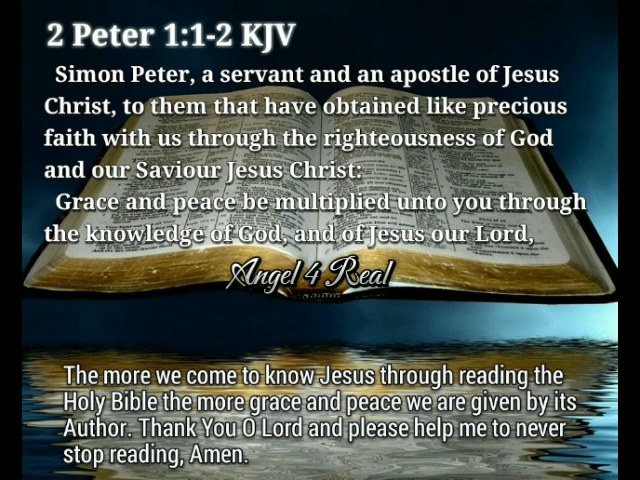 2 Peter 1:1-2 KJV
Simon Peter, a servant and an apostle of Jesus
Christ, to them that have obtained like precious
faith with us through the righteousness of God
and our Saviour Jesus Christ:
Grace and peace be multiplied unto you through
the knowledge of God, and of Jesus our Lord,
Angel 4 Real
The more we come to know Jesus through reading the
Holy Bible the more grace and peace we are given by its
Author. Thank You O Lord and please help me to never
stop reading, Amen.